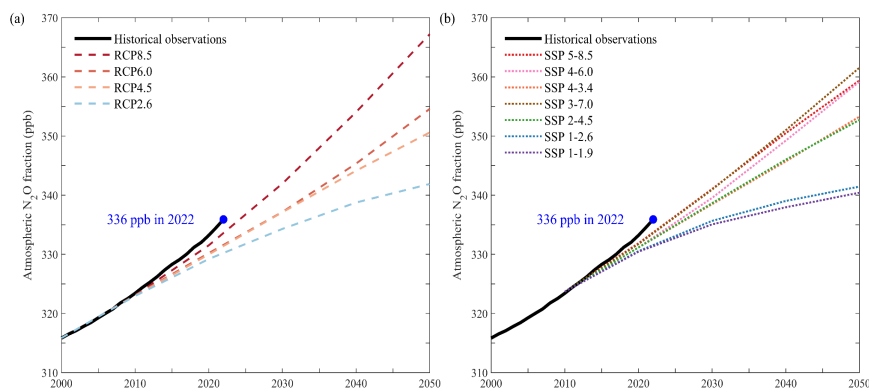 (a)
370
360
350
340
330
320
310
Atmospheric N2O fraction (ppb)
Historical observations
RCP8.5
RCP6.0
RCP4.5
RCP2.6
336 ppb in 2022
2000
2010
2020
2030
2040
2050
(b)
370
360
350
340
330
320
310
Atmospheric N2O fraction (ppb)
Historical observations
SSP 5-8.5
SSP 4-6.0
SSP 4-3.4
SSP 3-7.0
SSP 2-4.5
SSP 1-2.6
SSP 1-1.9
336 ppb in 2022
2000
2010
2020
2030
2040
2050